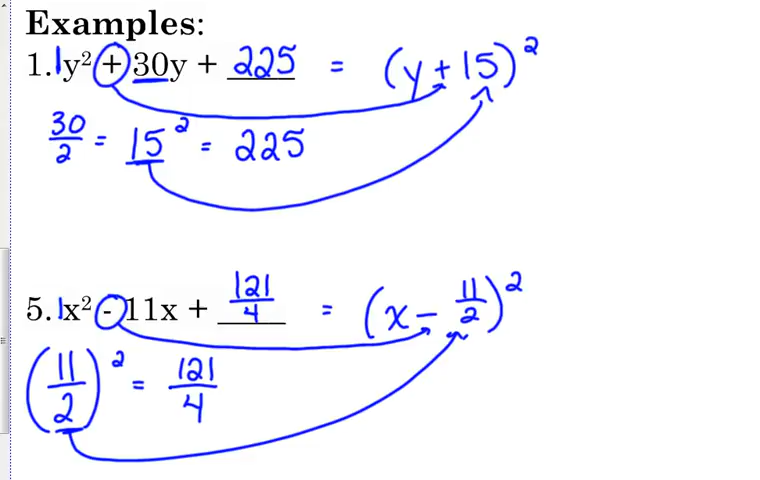 Examples:
1. 1y² + 30y + 225 = (y + 15)²
30/2 = 15² = 225
5. 1x² - 11x + 121/4 = (x - 11/2)²
(11/2)² = 121/4